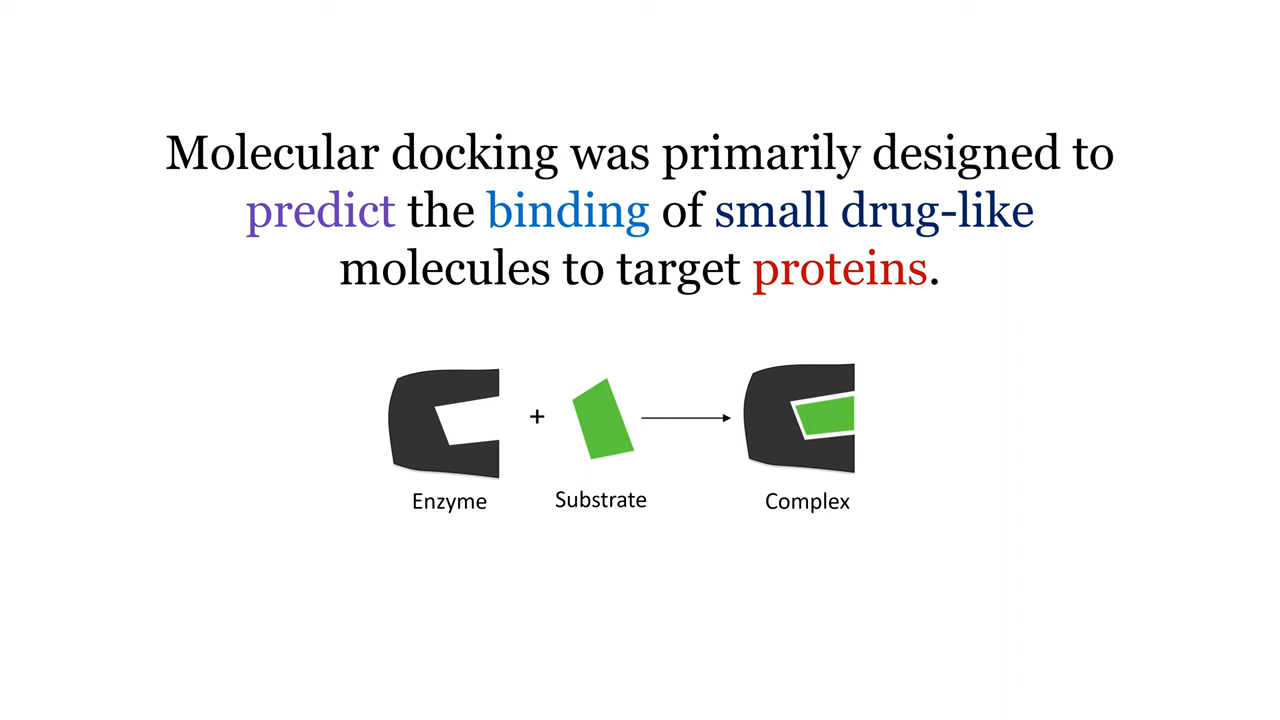 Molecular docking was primarily designed to
predict the binding of small drug-like
molecules to target proteins.
+
Enzyme Substrate Complex